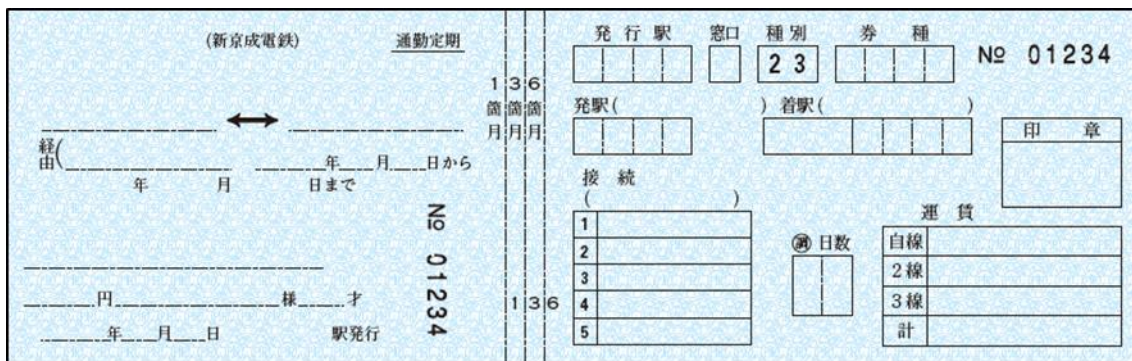 (新京成電鉄) 通勤定期
経由(
年 月 日から
年 月 日まで
№ 01234
円 様 才
年 月 日 駅発行
1 3 6
箇 箇 箇
月 月 月
1 3 6
発行駅 窓口 種別 券種
2 3
№ 01234
発駅( ) 着駅( )
印章
接続
( )
1
2
3
4
5
日数
運賃
自線
2線
3線
計